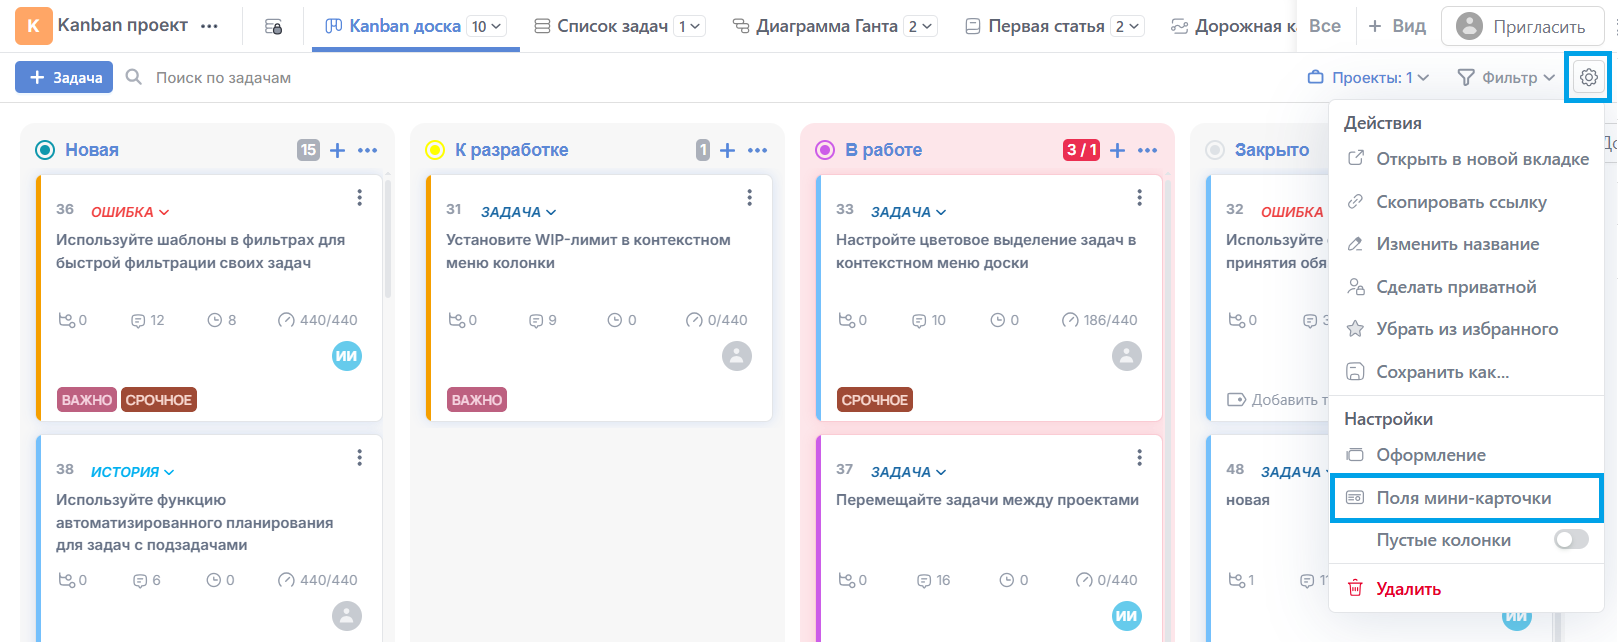 K Kanban проект
Kanban доска 10
Список задач 1
Диаграмма Ганта 2
Первая статья 2
Дорожная ка
Все
Вид
Пригласить
Задача
Поиск по задачам
Проекты: 1
Фильтр
Новая 15
36 ОШИБКА
Используйте шаблоны в фильтрах для
быстрой фильтрации своих задач
0 12 8 440/440
ИИ
ВАЖНО СРОЧНОЕ
38 ИСТОРИЯ
Используйте функцию
автоматизированного планирования
для задач с подзадачами
0 6 0 440/440
К разработке 1
31 ЗАДАЧА
Установите WIP-лимит в контекстном
меню колонки
0 9 0 0/440
ВАЖНО
В работе 3 / 1
33 ЗАДАЧА
Настройте цветовое выделение задач в
контекстном меню доски
0 10 0 186/440
СРОЧНОЕ
37 ЗАДАЧА
Перемещайте задачи между проектами
0 16 0 0/440
ИИ
Закрыто
32 ОШИБКА
Используйте
принятия обя
0 3
Добавить т
48 ЗАДАЧА
новая
1 11
ИИ
До
Действия
Открыть в новой вкладке
Скопировать ссылку
Изменить название
Сделать приватной
Убрать из избранного
Сохранить как...
Настройки
Оформление
Поля мини-карточки
Пустые колонки
Удалить